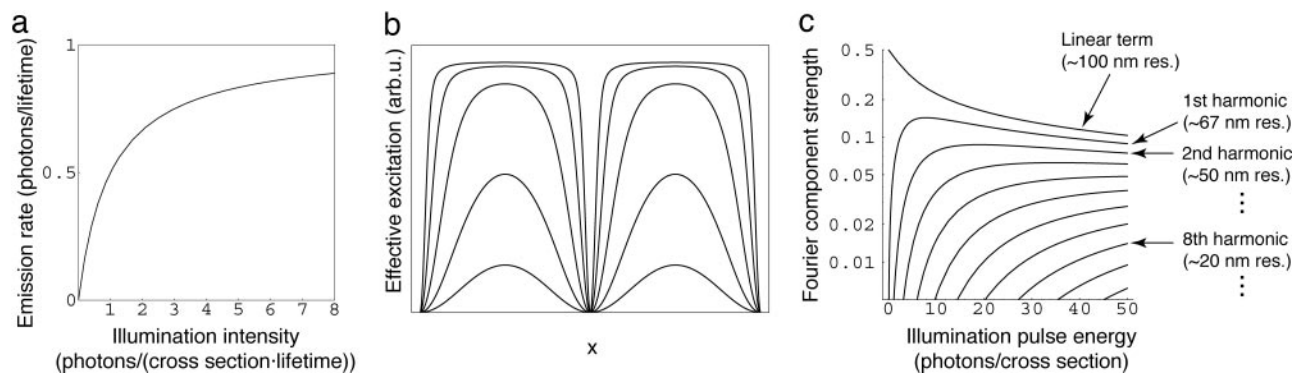 a
Emission rate (photons/lifetime)
1
0.5
0
1 2 3 4 5 6 7 8
Illumination intensity
(photons/(cross section·lifetime))
b
Effective excitation (arb.u.)
x
c
Fourier component strength
0.5
0.2
0.1
0.05
0.02
0.01
0 10 20 30 40 50
Illumination pulse energy
(photons/cross section)
Linear term
(~100 nm res.)
1st harmonic
(~67 nm res.)
2nd harmonic
(~50 nm res.)
8th harmonic
(~20 nm res.)